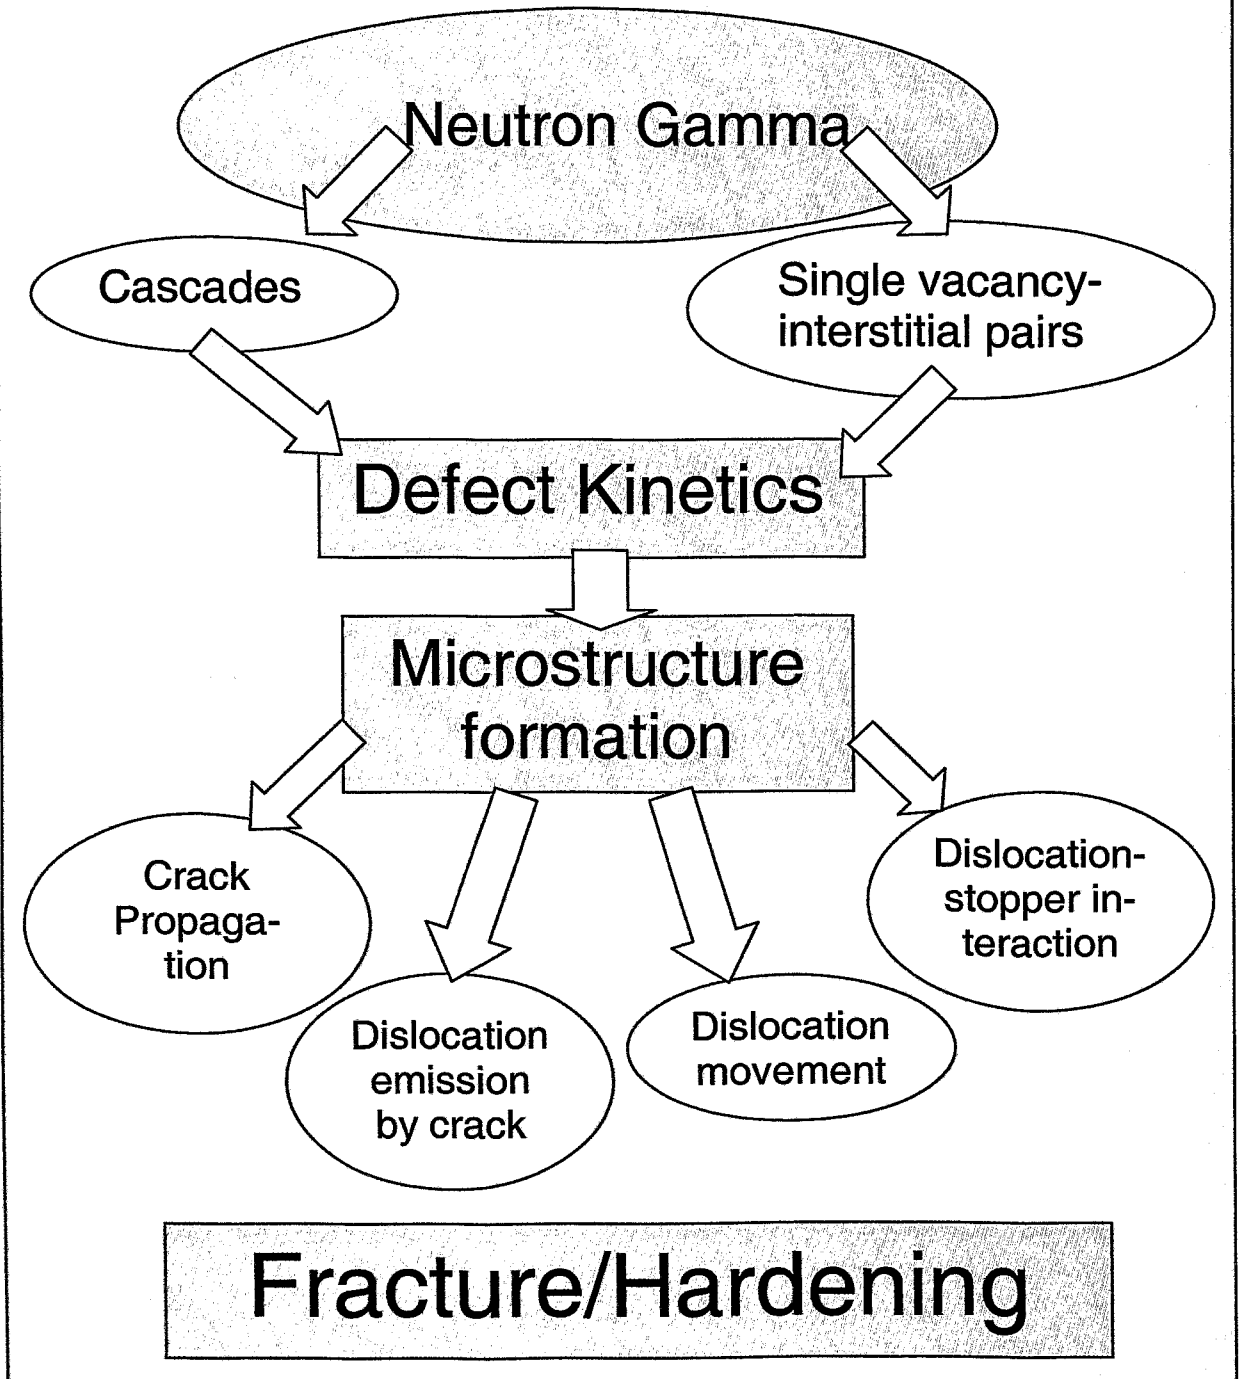 Neutron Gamma
Cascades
Single vacancy-
interstitial pairs
Defect Kinetics
Microstructure
formation
Crack
Propaga-
tion
Dislocation
emission
by crack
Dislocation
movement
Dislocation-
stopper in-
teraction
Fracture/Hardening